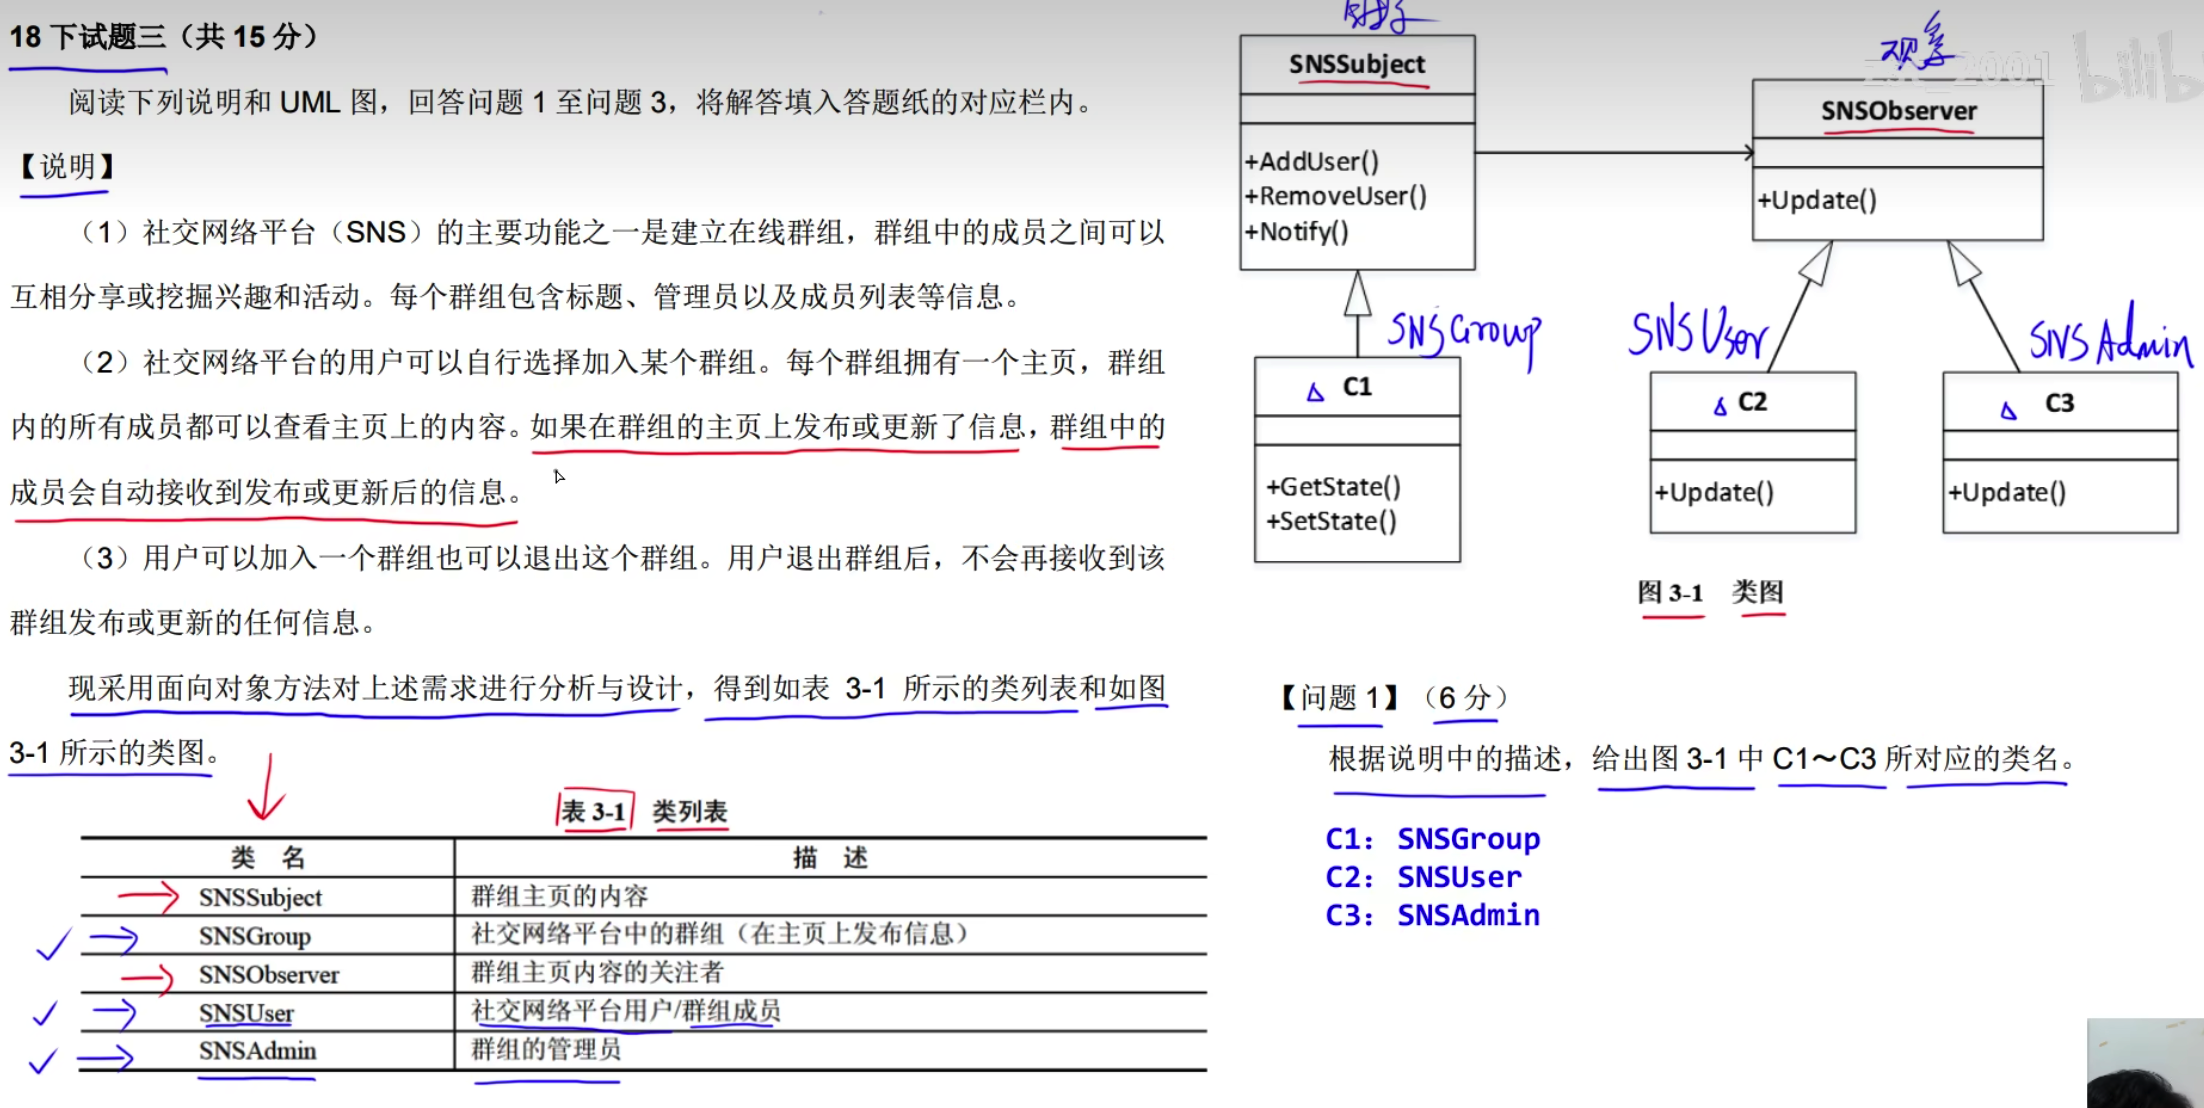 18 下试题三（共 15 分）
阅读下列说明和 UML 图，回答问题 1 至问题 3，将解答填入答题纸的对应栏内。
【说明】
（1）社交网络平台（SNS）的主要功能之一是建立在线群组，群组中的成员之间可以
互相分享或挖掘兴趣和活动。每个群组包含标题、管理员以及成员列表等信息。
（2）社交网络平台的用户可以自行选择加入某个群组。每个群组拥有一个主页，群组
内的所有成员都可以查看主页上的内容。如果在群组的主页上发布或更新了信息，群组中的
成员会自动接收到发布或更新后的信息。
（3）用户可以加入一个群组也可以退出这个群组。用户退出群组后，不会再接收到该
群组发布或更新的任何信息。
现采用面向对象方法对上述需求进行分析与设计，得到如表 3-1 所示的类列表和如图
3-1 所示的类图。
表 3-1 类列表
类 名 描 述
SNSSubject 群组主页的内容
SNSGroup 社交网络平台中的群组（在主页上发布信息）
SNSObserver 群组主页内容的关注者
SNSUser 社交网络平台用户/群组成员
SNSAdmin 群组的管理员
SNSSubject
+AddUser()
+RemoveUser()
+Notify()
观察
bilib
SNSObserver
+Update()
SNSGroup
SNSUser
SNSAdmin
C1
+GetState()
+SetState()
C2
+Update()
C3
+Update()
图 3-1 类图
【问题 1】（6 分）
根据说明中的描述，给出图 3-1 中 C1～C3 所对应的类名。
C1： SNSGroup
C2： SNSUser
C3： SNSAdmin